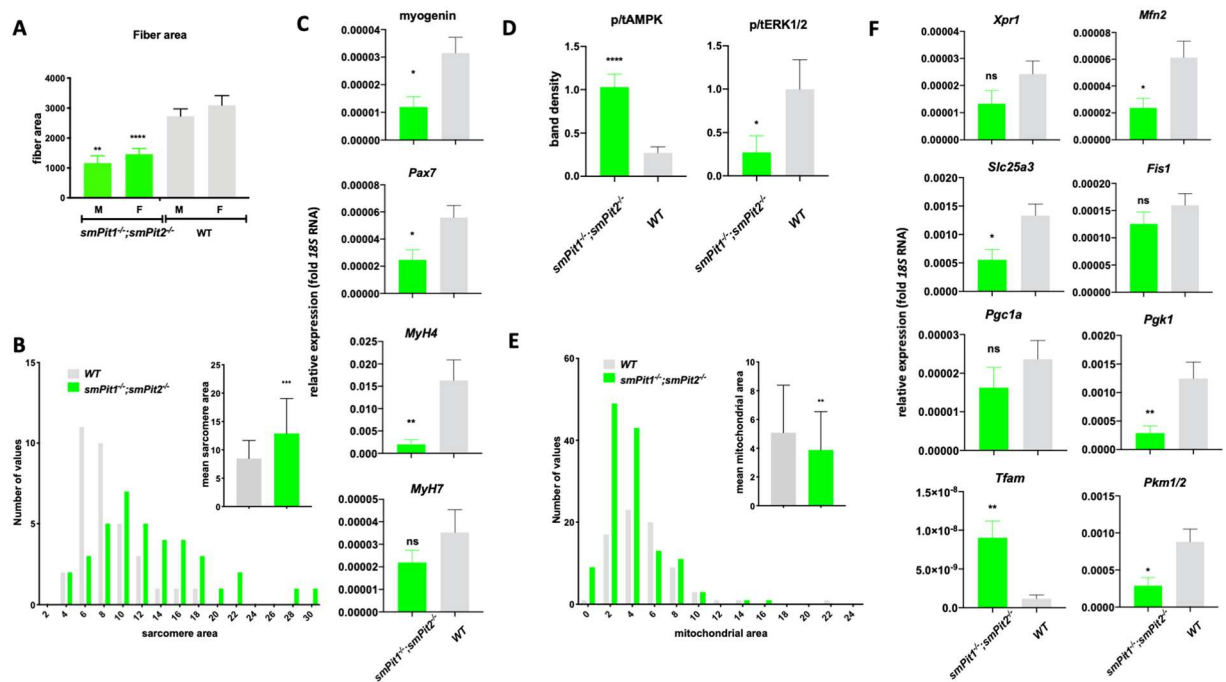 A
Fiber area
fiber area
4000
3000
2000
1000
0
**
****
M
F
M
F
smPit1-/-;smPit2-/-
WT
B
WT
smPit1-/-;smPit2-/-
Number of values
15
10
5
0
2 4 6 8 10 12 14 16 18 20 22 24 26 28 30
sarcomere area
mean sarcomere area
25
20
15
10
5
0
***
C
relative expression (fold 18S RNA)
myogenin
0.00004
0.00003
0.00002
0.00001
0.00000
*
Pax7
0.00008
0.00006
0.00004
0.00002
0.00000
*
MyH4
0.025
0.020
0.015
0.010
0.005
0.000
**
MyH7
0.00005
0.00004
0.00003
0.00002
0.00001
0.00000
ns
smPit1-/-;smPit2-/-
WT
D
band density
p/tAMPK
1.5
1.0
0.5
0.0
****
smPit1-/-;smPit2-/-
WT
p/tERK1/2
1.5
1.0
0.5
0.0
*
smPit1-/-;smPit2-/-
WT
E
WT
smPit1-/-;smPit2-/-
Number of values
60
40
20
0
0 2 4 6 8 10 12 14 16 18 20 22 24
mitochondrial area
mean mitochondrial area
10
8
6
4
2
0
**
F
relative expression (fold 18S RNA)
Xpr1
0.00004
0.00003
0.00002
0.00001
0.00000
ns
Mfn2
0.00008
0.00006
0.00004
0.00002
0.00000
*
Slc25a3
0.0020
0.0015
0.0010
0.0005
0.0000
*
Fis1
0.00020
0.00015
0.00010
0.00005
0.00000
ns
Pgc1a
0.00003
0.00002
0.00001
0.00000
ns
Pgk1
0.0020
0.0015
0.0010
0.0005
0.0000
**
Tfam
1.5×10-8
1.0×10-8
5.0×10-9
0.0
**
smPit1-/-;smPit2-/-
WT
Pkm1/2
0.0015
0.0010
0.0005
0.0000
*
smPit1-/-;smPit2-/-
WT